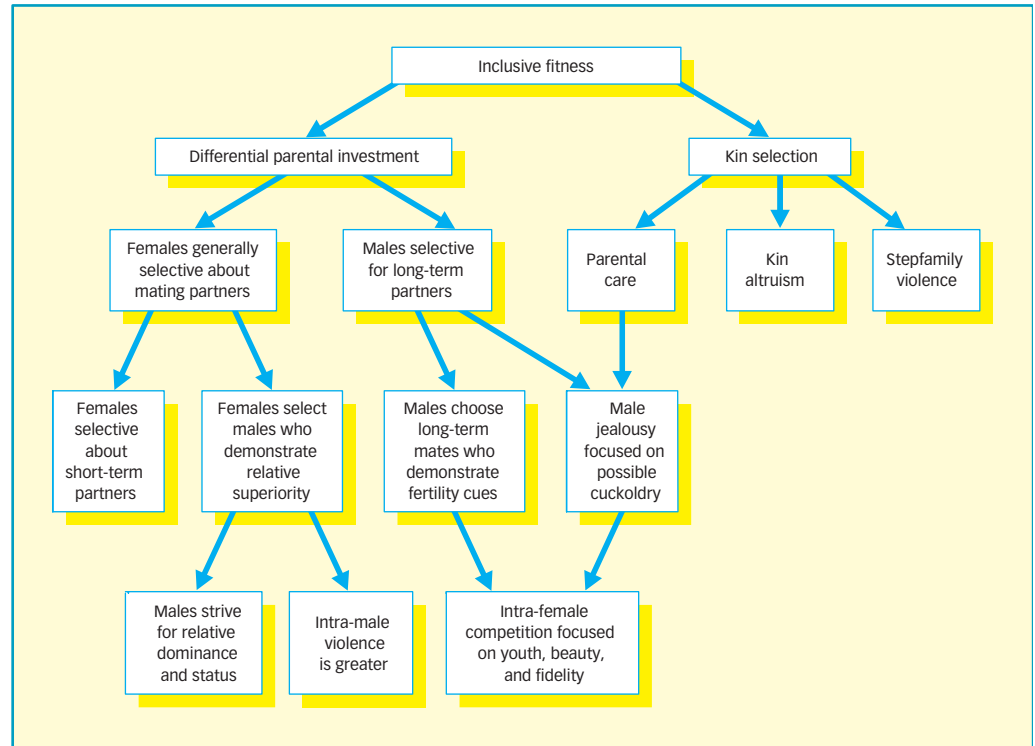 Inclusive fitness
Differential parental investment
Kin selection
Females generally
selective about
mating partners
Males selective
for long-term
partners
Parental
care
Kin
altruism
Stepfamily
violence
Females
selective
about
short-term
partners
Females select
males who
demonstrate
relative
superiority
Males choose
long-term
mates who
demonstrate
fertility cues
Male
jealousy
focused on
possible
cuckoldry
Males strive
for relative
dominance
and status
Intra-male
violence
is greater
Intra-female
competition focused
on youth, beauty,
and fidelity